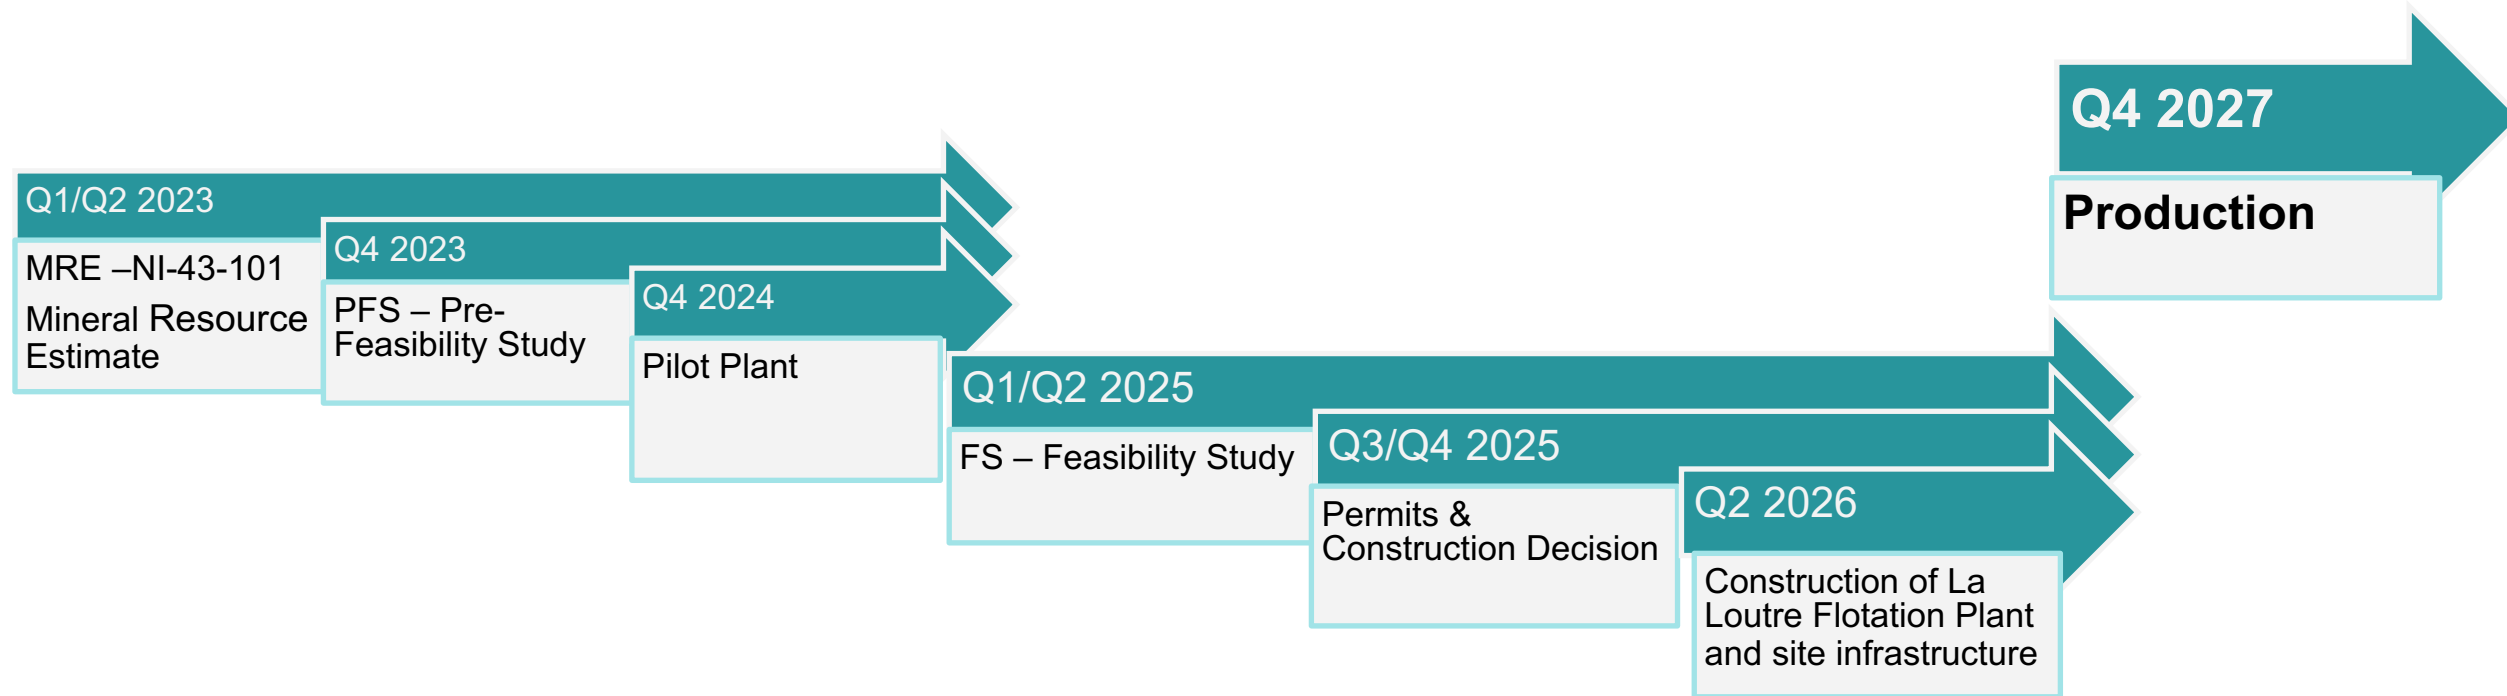 Q1/Q2 2023
MRE –NI-43-101
Mineral Resource
Estimate
Q4 2023
PFS – Pre-
Feasibility Study
Q4 2024
Pilot Plant
Q1/Q2 2025
FS – Feasibility Study
Q3/Q4 2025
Permits &
Construction Decision
Q2 2026
Construction of La
Loutre Flotation Plant
and site infrastructure
Q4 2027
Production